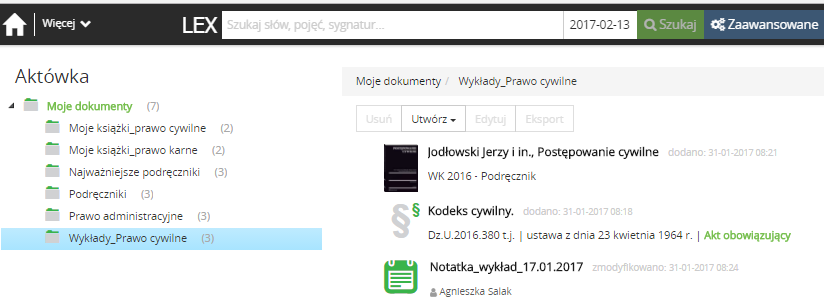 Więcej LEX Szukaj słów, pojęć, sygnatur... 2017-02-13 Szukaj Zaawansowane
Aktówka
Moje dokumenty (7)
Moje książki_prawo cywilne (2)
Moje książki_prawo karne (2)
Najważniejsze podręczniki (3)
Podręczniki (3)
Prawo administracyjne (3)
Wykłady_Prawo cywilne (3)
Moje dokumenty / Wykłady_Prawo cywilne
Usuń Utwórz Edytuj Eksport
Jodłowski Jerzy i in., Postępowanie cywilne dodano: 31-01-2017 08:21
WK 2016 - Podręcznik
§§ Kodeks cywilny. dodano: 31-01-2017 08:18
Dz.U.2016.380 t.j. | ustawa z dnia 23 kwietnia 1964 r. | Akt obowiązujący
Notatka_wykład_17.01.2017 zmodyfikowano: 31-01-2017 08:24
Agnieszka Salak